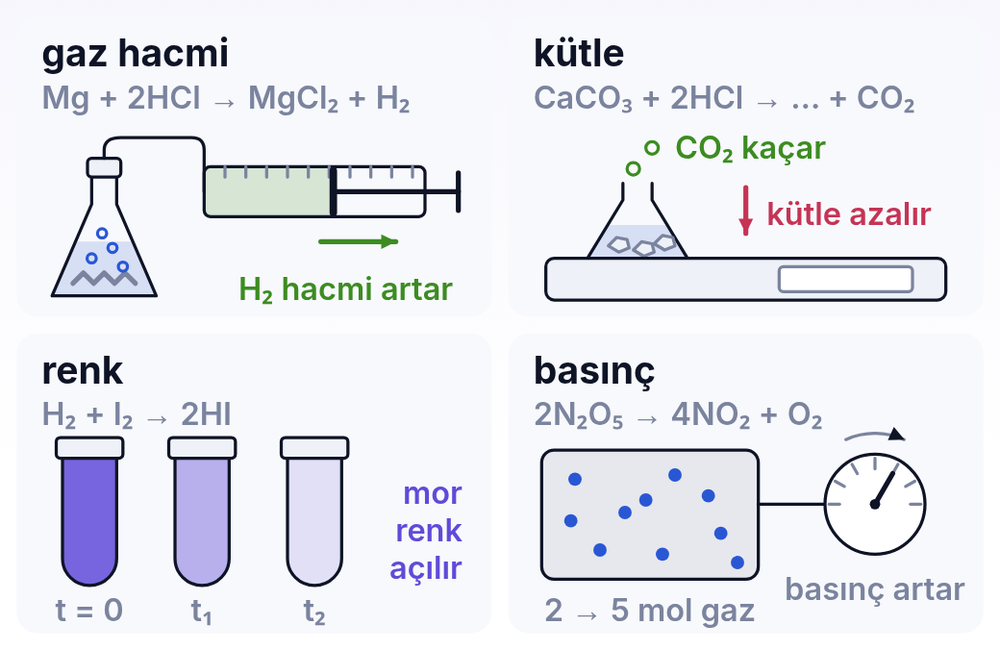 gaz hacmi
Mg + 2HCl → MgCl₂ + H₂
H₂ hacmi artar
kütle
CaCO₃ + 2HCl → ... + CO₂
CO₂ kaçar
kütle azalır
renk
H₂ + I₂ → 2HI
mor
renk
açılır
t = 0
t₁
t₂
basınç
2N₂O₅ → 4NO₂ + O₂
basınç artar
2 → 5 mol gaz